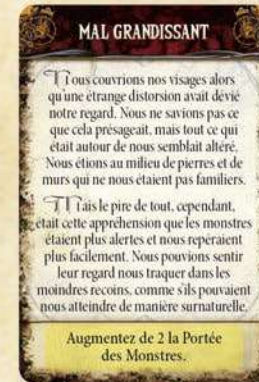 MAL GRANDISSANT
Nous couvrions nos visages alors
qu'une étrange distorsion avait dévié
notre regard. Nous ne savions pas ce
que cela présageait, mais tout ce qui
était autour de nous semblait altéré.
Nous étions au milieu de pierres et de
murs qui ne nous étaient pas familiers.
Mais le pire de tout, cependant,
était cette appréhension que les monstres
étaient plus alertes et nous repéraient
plus facilement. Nous pouvions sentir
leur regard nous traquer dans les
moindres recoins, comme s'ils pouvaient
nous atteindre de manière surnaturelle.
Augmentez de 2 la Portée
des Monstres.